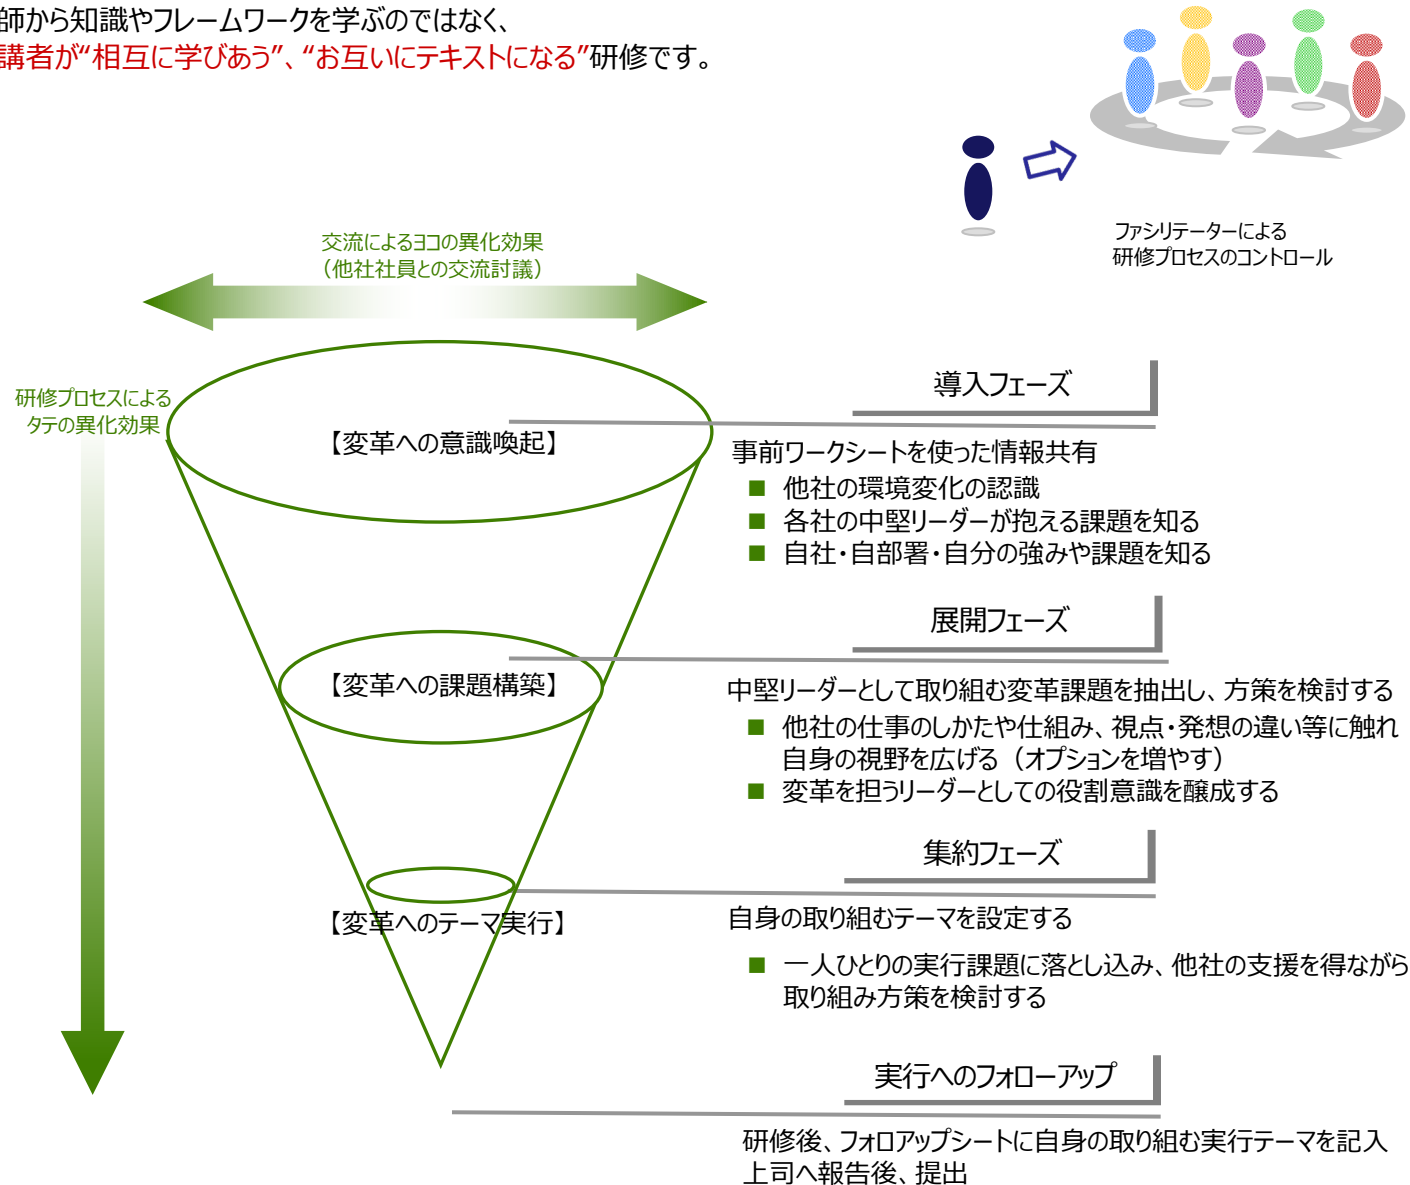 師から知識やフレームワークを学ぶのではなく、
講者が“相互に学びあう”、“お互いにテキストになる”研修です。
ファシリテーターによる
研修プロセスのコントロール
交流によるヨコの異化効果
（他社社員との交流討議）
研修プロセスによる
タテの異化効果
【変革への意識喚起】
導入フェーズ
事前ワークシートを使った情報共有
■ 他社の環境変化の認識
■ 各社の中堅リーダーが抱える課題を知る
■ 自社・自部署・自分の強みや課題を知る
【変革への課題構築】
展開フェーズ
中堅リーダーとして取り組む変革課題を抽出し、方策を検討する
■ 他社の仕事のしかたや仕組み、視点・発想の違い等に触れ
自身の視野を広げる（オプションを増やす）
■ 変革を担うリーダーとしての役割意識を醸成する
【変革へのテーマ実行】
集約フェーズ
自身の取り組むテーマを設定する
■ 一人ひとりの実行課題に落とし込み、他社の支援を得ながら
取り組み方策を検討する
実行へのフォローアップ
研修後、フォロアップシートに自身の取り組む実行テーマを記入
上司へ報告後、提出